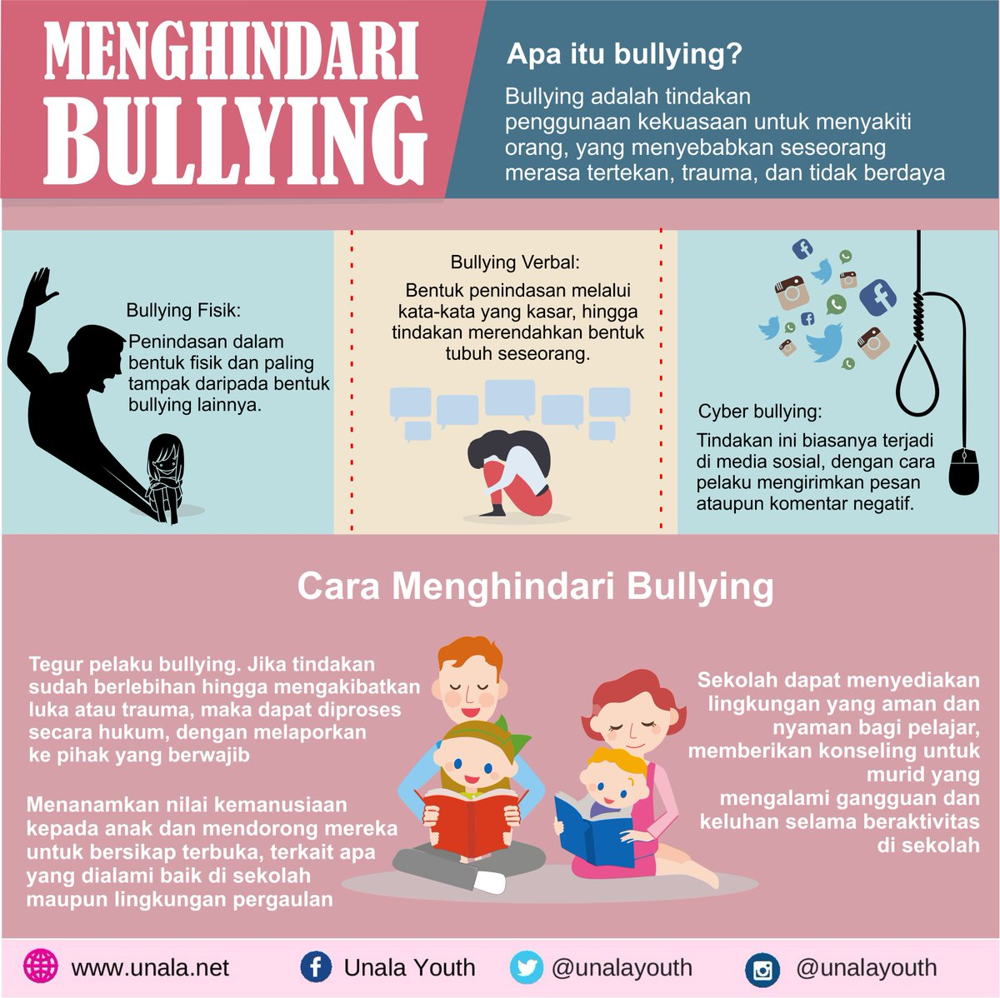 MENGHINDARI
BULLYING
Apa itu bullying?
Bullying adalah tindakan
penggunaan kekuasaan untuk menyakiti
orang, yang menyebabkan seseorang
merasa tertekan, trauma, dan tidak berdaya
Bullying Fisik:
Penindasan dalam
bentuk fisik dan paling
tampak daripada bentuk
bullying lainnya.
Bullying Verbal:
Bentuk penindasan melalui
kata-kata yang kasar, hingga
tindakan merendahkan bentuk
tubuh seseorang.
Cyber bullying:
Tindakan ini biasanya terjadi
di media sosial, dengan cara
pelaku mengirimkan pesan
ataupun komentar negatif.
Cara Menghindari Bullying
Tegur pelaku bullying. Jika tindakan
sudah berlebihan hingga mengakibatkan
luka atau trauma, maka dapat diproses
secara hukum, dengan melaporkan
ke pihak yang berwajib
Menanamkan nilai kemanusiaan
kepada anak dan mendorong mereka
untuk bersikap terbuka, terkait apa
yang dialami baik di sekolah
maupun lingkungan pergaulan
Sekolah dapat menyediakan
lingkungan yang aman dan
nyaman bagi pelajar,
memberikan konseling untuk
murid yang
mengalami gangguan dan
keluhan selama beraktivitas
di sekolah
www.unala.net
Unala Youth
@unalayouth
@unalayouth